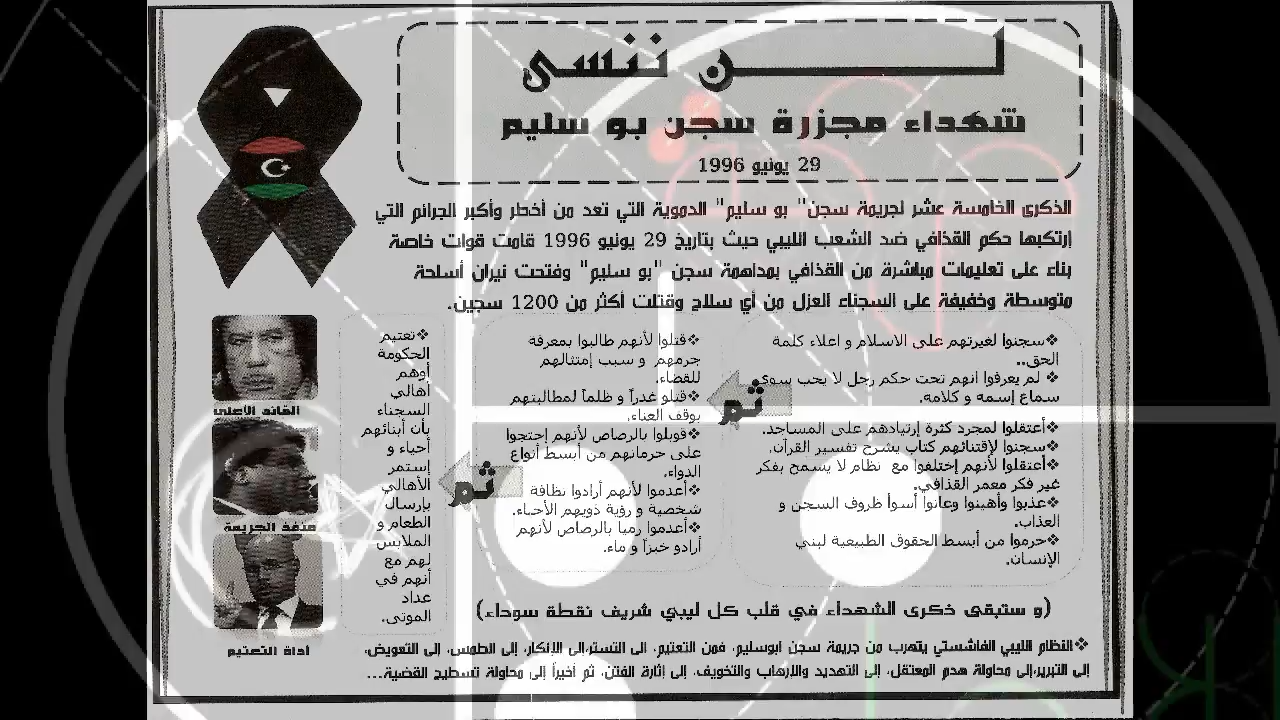 لـــــن ننسى
شهداء مجزرة سجن بو سليم
29 يونيو 1996
الذكرى الخامسة عشر لجريمة سجن" بو سليم" الدموية التي تعد من أخطر وأكبر الجرائم التي
إرتكبها حكم القذافي ضد الشعب الليبي حيث بتاريخ 29 يونيو 1996 قامت قوات خاصة
بناء على تعليمات مباشرة من القذافي بمداهمة سجن "بو سليم" وفتحت نيران أسلحة
متوسطة وخفيفة على السجناء العزل من أي سلاح وقتلت أكثر من 1200 سجين.
❖سجنوا لغيرتهم على الاسلام و اعلاء كلمة
الحق..
❖ لم يعرفوا انهم تحت حكم رجل لا يحب سوى
سماع إسمه و كلامه.
❖أعتقلوا لمجرد كثرة إرتيادهم على المساجد.
❖سجنوا لإقتنائهم كتاب يشرح تفسير القرآن.
❖أعتقلوا لأنهم إختلفوا مع نظام لا يسمح بفكر
غير فكر معمر القذافي.
❖عذبوا وأهينوا وعانوا أسوأ ظروف السجن و
العذاب.
❖حرموا من أبسط الحقوق الطبيعية لبني
الإنسان.
ثم
❖قتلوا لأنهم طالبوا بمعرفة
جرمهم و سبب إمتثالهم
للقضاء.
❖قتلو غدراً و ظلماً لمطالبتهم
بوقف العناء.
❖قوبلوا بالرصاص لأنهم إحتجوا
على حرمانهم من أبسط أنواع
الدواء.
❖أعدموا لأنهم أرادوا نظافة
شخصية و رؤية ذويهم الأحباء.
❖أعدموا رميا بالرصاص لأنهم
أرادو خبزاً و ماء.
ثم
❖تعتيم
الحكومة
أوهم
أهالي
السجناء
بأن أبنائهم
أحياء و
إستمر
الأهالي
بإرسال
الطعام و
الملابس
لهم مع
أنهم في
عداد
الموتى.
القائد الأعلى
منفذ الجريمة
أداة التعتيم
(و ستبقى ذكرى الشهداء في قلب كل ليبي شريف نقطة سوداء)
❖النظام الليبي الفاشستي يتهرب من جريمة سجن ابوسليم، فمن التعتيم، الى التستر،إلى الإنكار، إلى الطمس، إلى التعويض،
إلى التبرير،إلى محاولة هدم المعتقل، إلى التهديد والإرهاب والتخويف، إلى إثارة الفتن، ثم أخيراً إلى محاولة تسطيح القضية...